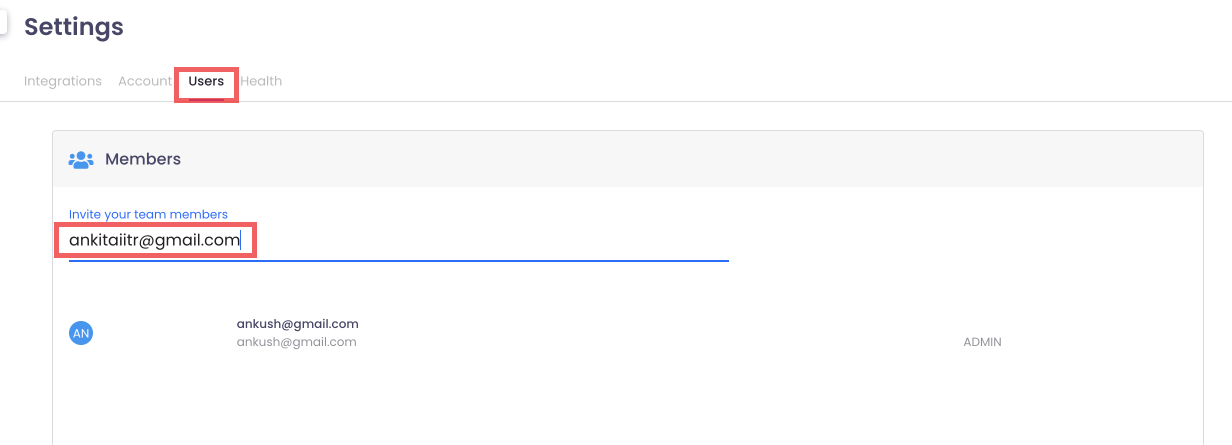 Settings
Integrations Account Users Health
Members
Invite your team members
ankitaiitr@gmail.com
ankush@gmail.com
AN
ankush@gmail.com ADMIN